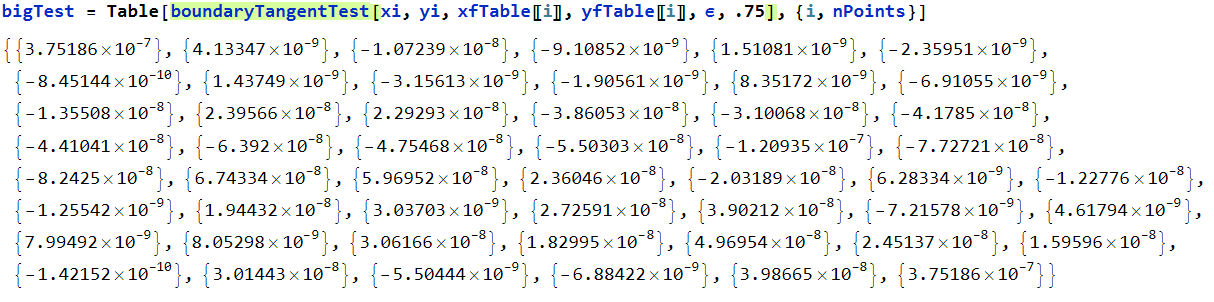 bigTest = Table[boundaryTangentTest[xi, yi, xfTable〚i〛, yfTable〚i〛, ϵ, .75], {i, nPoints}]
{{3.75186×10⁻⁷}, {4.13347×10⁻⁹}, {-1.07239×10⁻⁸}, {-9.10852×10⁻⁹}, {1.51081×10⁻⁹}, {-2.35951×10⁻⁹},
{-8.45144×10⁻¹⁰}, {1.43749×10⁻⁹}, {-3.15613×10⁻⁹}, {-1.90561×10⁻⁹}, {8.35172×10⁻⁹}, {-6.91055×10⁻⁹},
{-1.35508×10⁻⁸}, {2.39566×10⁻⁸}, {2.29293×10⁻⁸}, {-3.86053×10⁻⁸}, {-3.10068×10⁻⁸}, {-4.1785×10⁻⁸},
{-4.41041×10⁻⁸}, {-6.392×10⁻⁸}, {-4.75468×10⁻⁸}, {-5.50303×10⁻⁸}, {-1.20935×10⁻⁷}, {-7.72721×10⁻⁸},
{-8.2425×10⁻⁸}, {6.74334×10⁻⁸}, {5.96952×10⁻⁸}, {2.36046×10⁻⁸}, {-2.03189×10⁻⁸}, {6.28334×10⁻⁹}, {-1.22776×10⁻⁸},
{-1.25542×10⁻⁹}, {1.94432×10⁻⁸}, {3.03703×10⁻⁹}, {2.72591×10⁻⁸}, {3.90212×10⁻⁸}, {-7.21578×10⁻⁹}, {4.61794×10⁻⁹},
{7.99492×10⁻⁹}, {8.05298×10⁻⁹}, {3.06166×10⁻⁸}, {1.82995×10⁻⁸}, {4.96954×10⁻⁸}, {2.45137×10⁻⁸}, {1.59596×10⁻⁸},
{-1.42152×10⁻¹⁰}, {3.01443×10⁻⁸}, {-5.50444×10⁻⁹}, {-6.88422×10⁻⁹}, {3.98665×10⁻⁸}, {3.75186×10⁻⁷}}